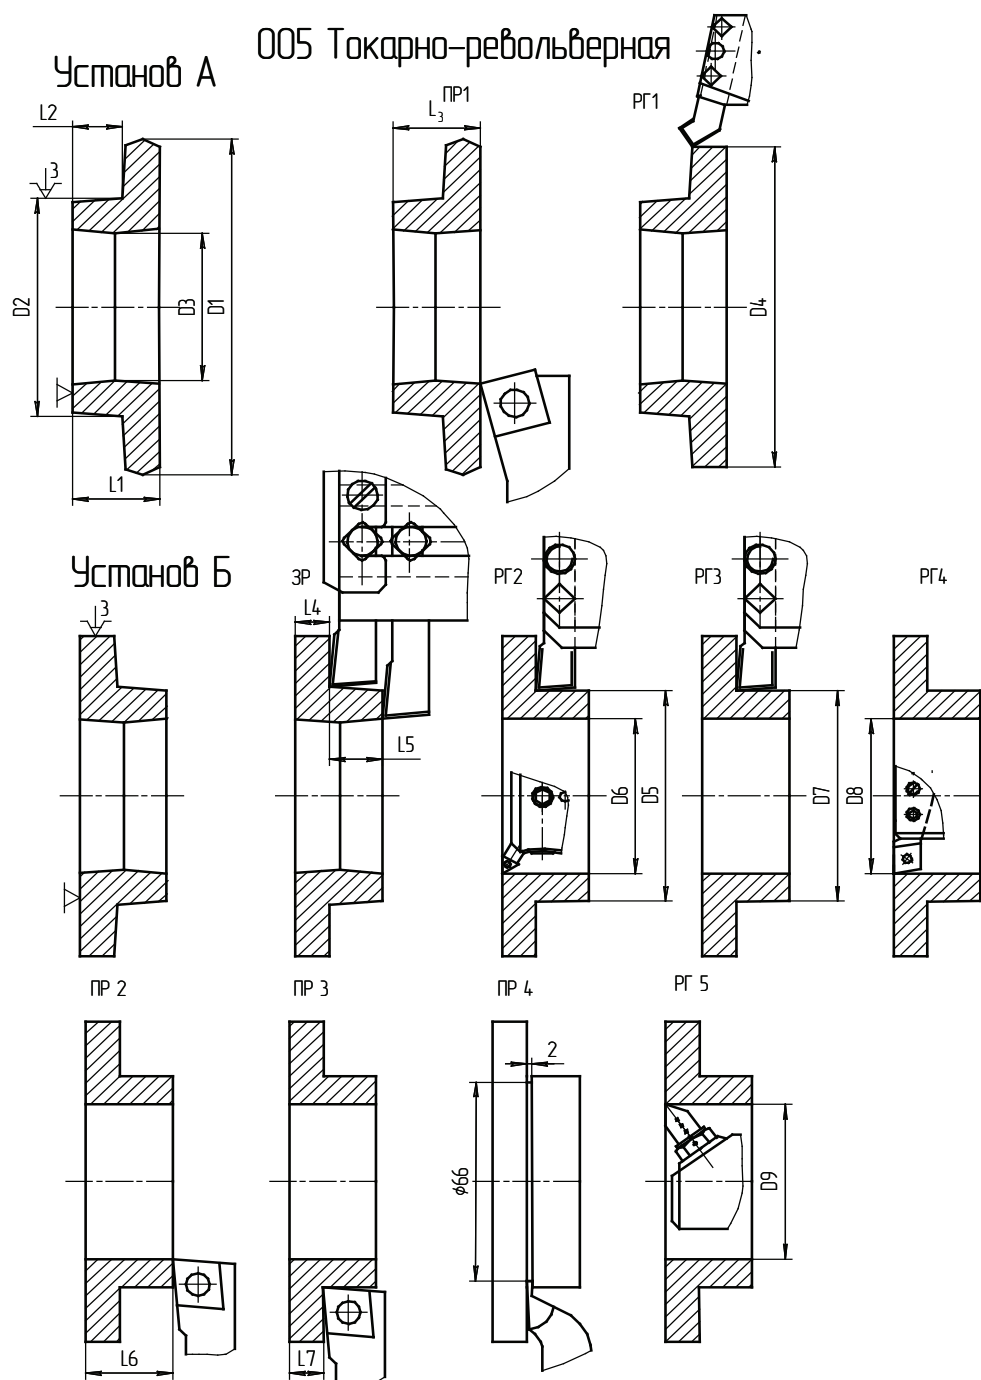 005 Токарно-револьверная
Установ А
L2
ПР1
L3
РГ1
3
D2
D3
D1
D4
L1
Установ Б
3
ЗР
L4
L5
РГ2
D6
D5
РГ3
D7
РГ4
D8
ПР 2
L6
ПР 3
L7
ПР 4
2
⌀66
РГ 5
D9